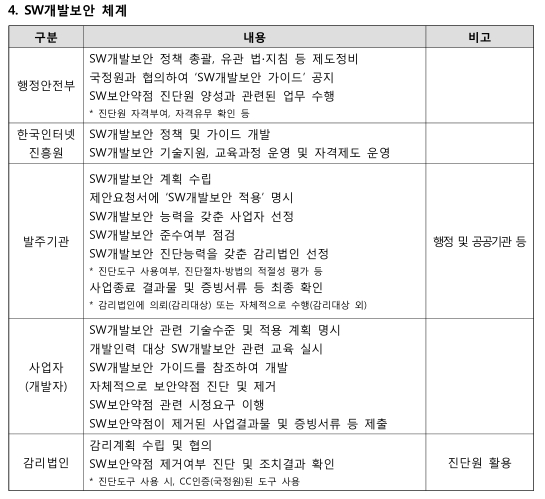 4. SW개발보안 체계
구분 내용 비고
행정안전부
SW개발보안 정책 총괄, 유관 법·지침 등 제도정비
국정원과 협의하여 ‘SW개발보안 가이드’ 공지
SW보안약점 진단원 양성과 관련된 업무 수행
* 진단원 자격부여, 자격유무 확인 등
한국인터넷
진흥원
SW개발보안 정책 및 가이드 개발
SW개발보안 기술지원, 교육과정 운영 및 자격제도 운영
발주기관
SW개발보안 계획 수립
제안요청서에 ‘SW개발보안 적용’ 명시
SW개발보안 능력을 갖춘 사업자 선정
SW개발보안 준수여부 점검
SW개발보안 진단능력을 갖춘 감리법인 선정
* 진단도구 사용여부, 진단절차·방법의 적절성 평가 등
사업종료 결과물 및 증빙서류 등 최종 확인
* 감리법인에 의뢰(감리대상) 또는 자체적으로 수행(감리대상 외)
행정 및 공공기관 등
사업자
(개발자)
SW개발보안 관련 기술수준 및 적용 계획 명시
개발인력 대상 SW개발보안 관련 교육 실시
SW개발보안 가이드를 참조하여 개발
자체적으로 보안약점 진단 및 제거
SW보안약점 관련 시정요구 이행
SW보안약점이 제거된 사업결과물 및 증빙서류 등 제출
감리법인
감리계획 수립 및 협의
SW보안약점 제거여부 진단 및 조치결과 확인
* 진단도구 사용 시, CC인증(국정원)된 도구 사용
진단원 활용